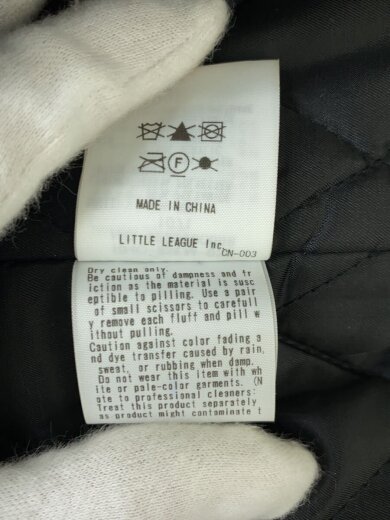 F
MADE IN CHINA
LITTLE LEAGUE Inc.
CN-003
Dry clean only.
Be cautious of dampness and fr
iction as the material is susc
eptible to pilling. Use a pair
of small scissors to carefull
y remove each fluff and pill w
ithout pulling.
Caution against color fading a
nd dye transfer caused by rain,
sweat, or rubbing when damp.
Do not wear this item with wh
ite or pale-color garments. (N
ote to professional cleaners:
Treat this product separately
as product might contaminate t